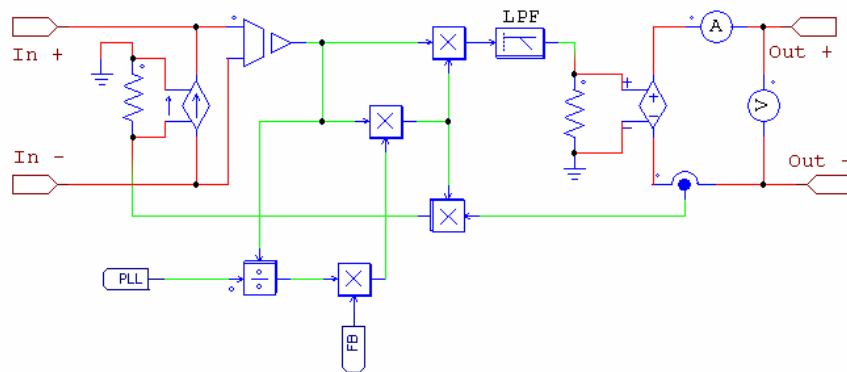 LPF
A
In +
Out +
V
In -
Out -
PLL
FB